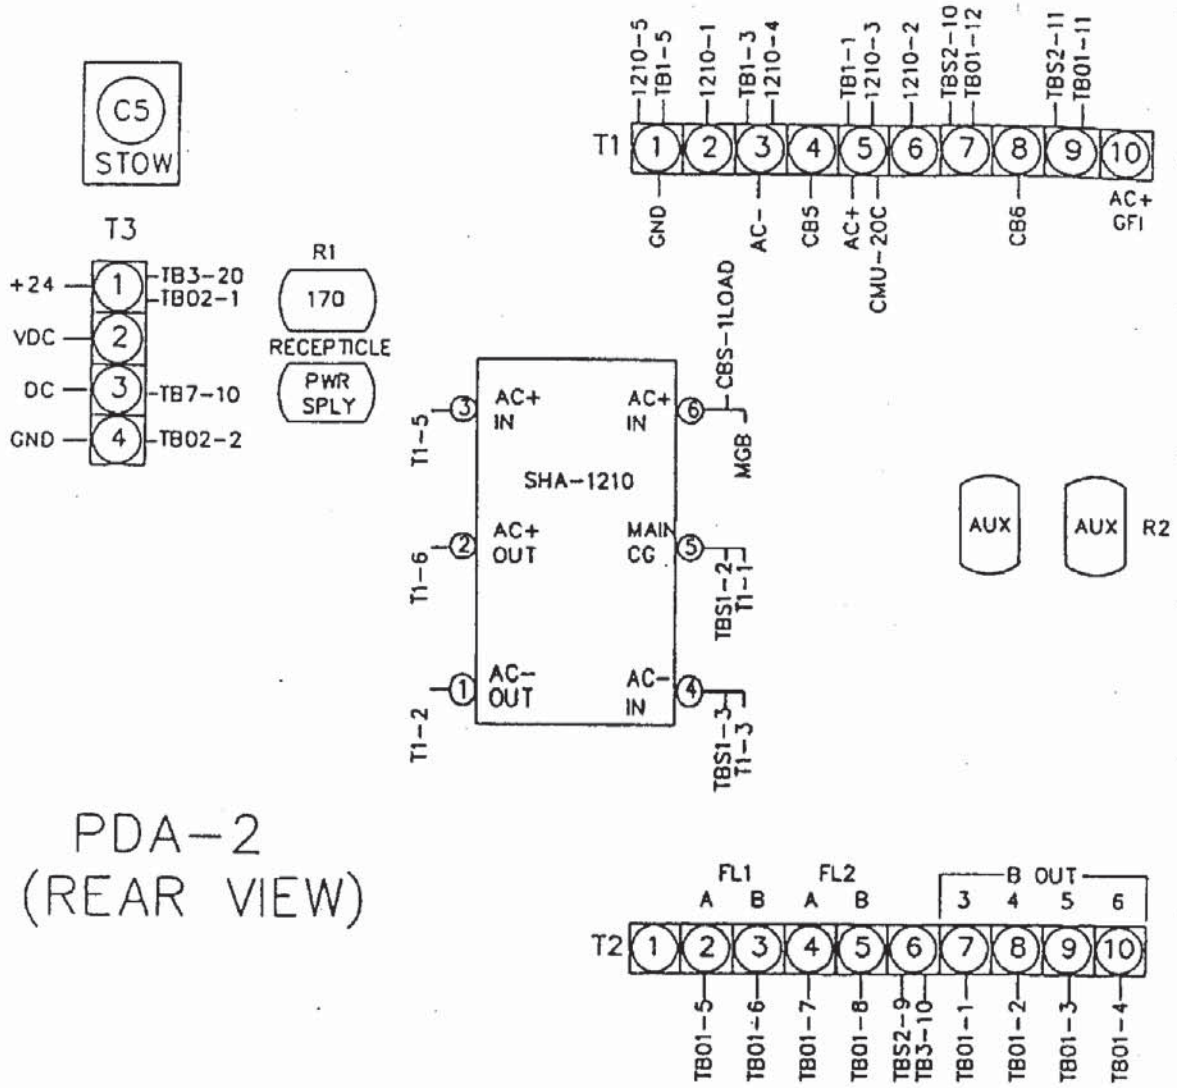 1210-5
TB1-5
1210-1
TB1-3
1210-4
TB1-1
1210-3
1210-2
TBS2-10
TB01-12
TBS2-11
TB01-11
T1 1 2 3 4 5 6 7 8 9 10
GND
AC-
CB5
AC+
CMU-20C
CB6
AC+
GFI
C5
STOW
T3
+24 1 TB3-20
TB02-1
VDC 2
DC 3 TB7-10
GND 4 TB02-2
R1
170
RECEPTICLE
PWR
SPLY
T1-5
3 AC+
IN
AC+ 6
IN
CBS-1LOAD
MGB
SHA-1210
T1-6
2 AC+
OUT
MAIN 5
CG
TBS1-2
T1-1
T1-2
1 AC-
OUT
AC- 4
IN
TBS1-3
T1-3
AUX AUX R2
PDA-2
(REAR VIEW)
FL1 FL2 B OUT
A B A B 3 4 5 6
T2 1 2 3 4 5 6 7 8 9 10
TB01-5
TB01-6
TB01-7
TB01-8
TBS2-9
TB3-10
TB01-1
TB01-2
TB01-3
TB01-4